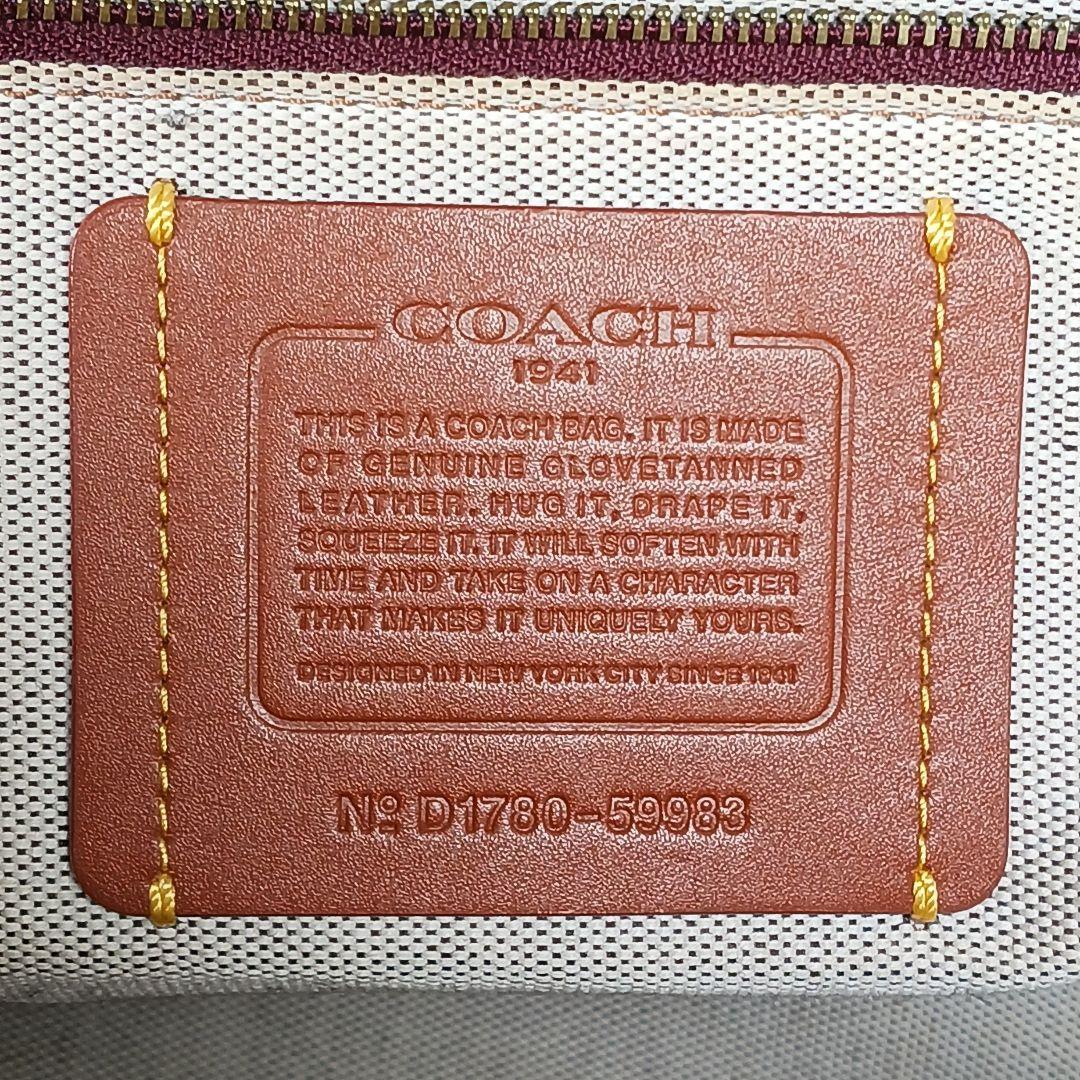 COACH
1941
THIS IS A COACH BAG. IT IS MADE
OF GENUINE GLOVETANNED
LEATHER. HUG IT, DRAPE IT,
SQUEEZE IT. IT WILL SOFTEN WITH
TIME AND TAKE ON A CHARACTER
THAT MAKES IT UNIQUELY YOURS.
DESIGNED IN NEW YORK CITY SINCE 1941
Nº D1780-59983